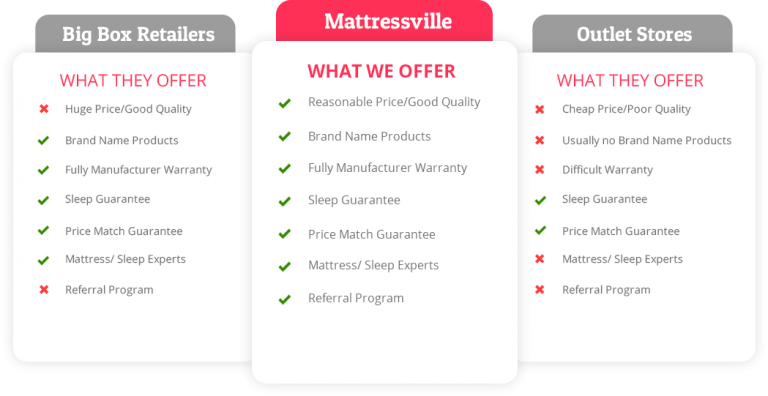 Big Box Retailers
WHAT THEY OFFER
Huge Price/Good Quality
Brand Name Products
Fully Manufacturer Warranty
Sleep Guarantee
Price Match Guarantee
Mattress/ Sleep Experts
Referral Program
Mattressville
WHAT WE OFFER
Reasonable Price/Good Quality
Brand Name Products
Fully Manufacturer Warranty
Sleep Guarantee
Price Match Guarantee
Mattress/ Sleep Experts
Referral Program
Outlet Stores
WHAT THEY OFFER
Cheap Price/Poor Quality
Usually no Brand Name Products
Difficult Warranty
Sleep Guarantee
Price Match Guarantee
Mattress/ Sleep Experts
Referral Program